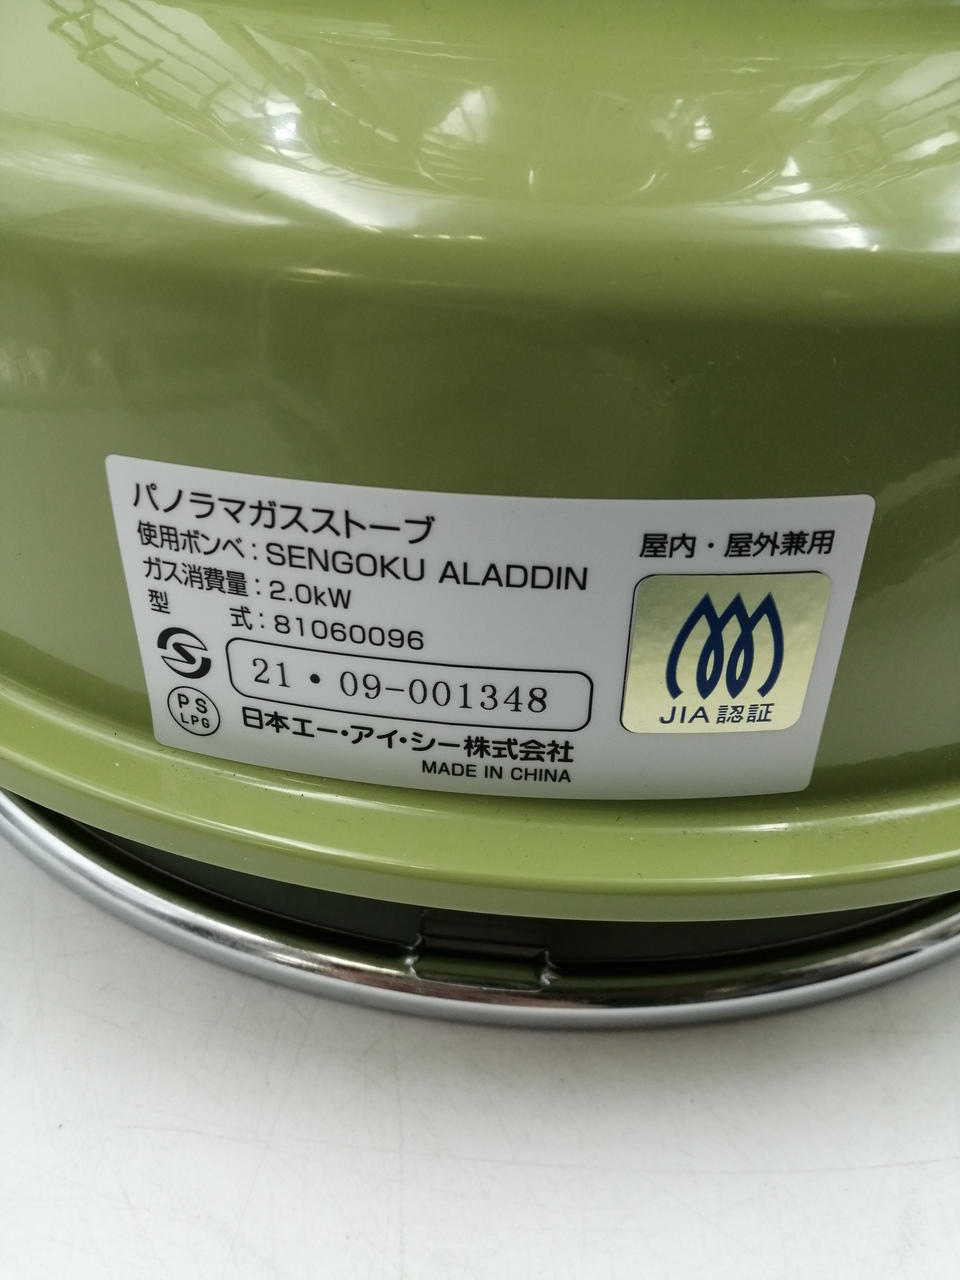 パノラマガスストーブ
使用ボンベ：SENGOKU ALADDIN
ガス消費量：2.0kW
型　　　式：81060096
21・09-001348
PS
LPG
日本エー・アイ・シー株式会社
MADE IN CHINA
屋内・屋外兼用
JIA認証